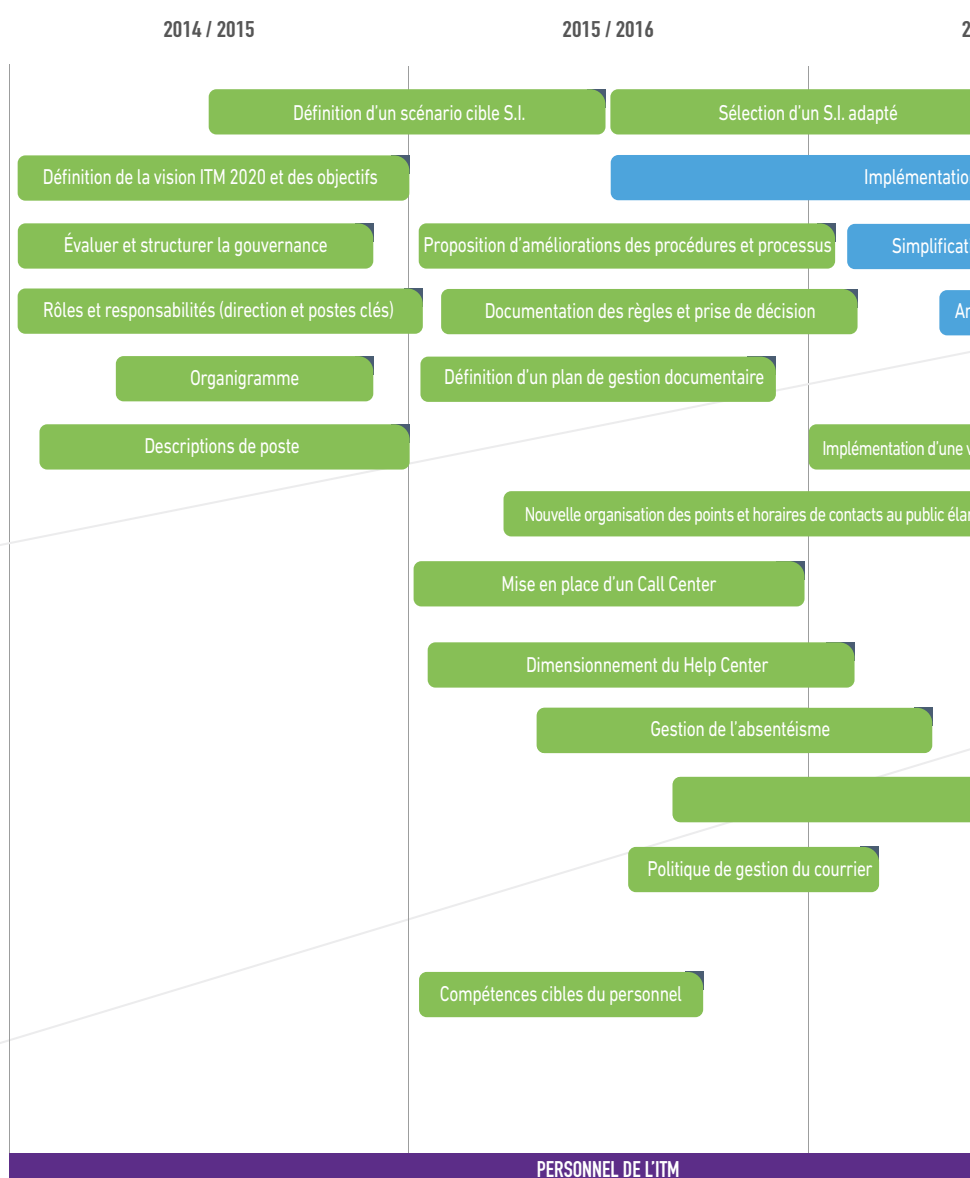 2014 / 2015
2015 / 2016
2
Définition d'un scénario cible S.I.
Sélection d'un S.I. adapté
Définition de la vision ITM 2020 et des objectifs
Implémentatio
Évaluer et structurer la gouvernance
Proposition d'améliorations des procédures et processus
Simplificat
Rôles et responsabilités (direction et postes clés)
Documentation des règles et prise de décision
Organigramme
Définition d'un plan de gestion documentaire
Descriptions de poste
Implémentation d'une
Nouvelle organisation des points et horaires de contacts au public élar
Mise en place d'un Call Center
Dimensionnement du Help Center
Gestion de l'absentéisme
Politique de gestion du courrier
Compétences cibles du personnel
PERSONNEL DE L'ITM